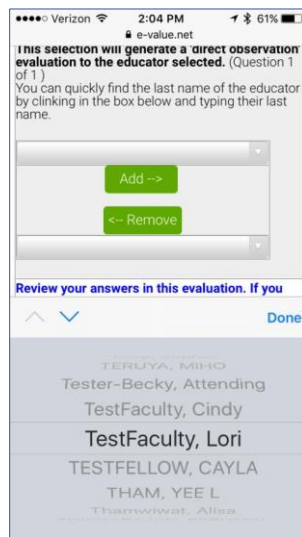 Verizon 2:04 PM 61%
e-value.net
This selection will generate a 'direct observation'
evaluation to the educator selected. (Question 1
of 1 )
You can quickly find the last name of the educator
by clinking in the box below and typing their last
name.
Add -->
<-- Remove
Review your answers in this evaluation. If you
Done
TERUYA, MIHO
Tester-Becky, Attending
TestFaculty, Cindy
TestFaculty, Lori
TESTFELLOW, CAYLA
THAM, YEE L
Thamwiwat, Alisa